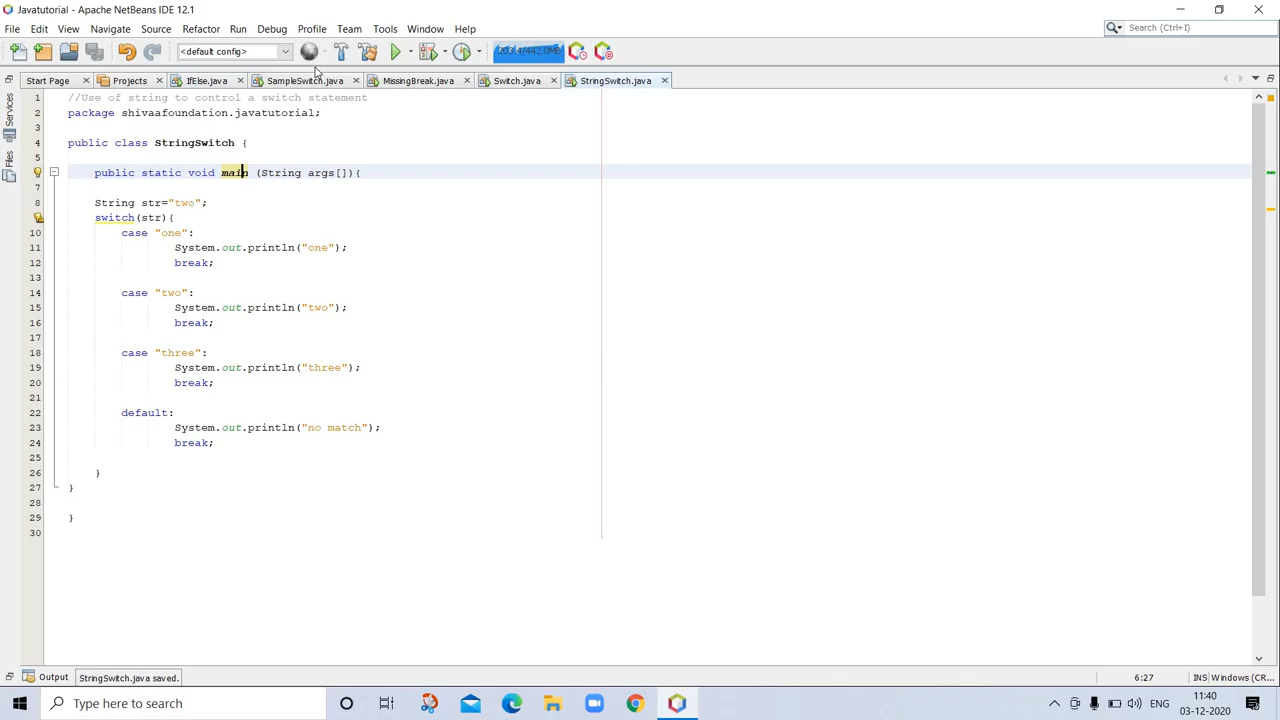 Javatutorial - Apache NetBeans IDE 12.1
File Edit View Navigate Source Refactor Run Debug Profile Team Tools Window Help
Search (Ctrl+I)
<default config>
Start Page Projects IfElse.java SampleSwitch.java MissingBreak.java Switch.java StringSwitch.java
Services
Files
1 //Use of string to control a switch statement
2 package shivaafoundation.javatutorial;
3
4 public class StringSwitch {
5
public static void main (String args[]){
7
8 String str="two";
switch(str){
10 case "one":
11 System.out.println("one");
12 break;
13
14 case "two":
15 System.out.println("two");
16 break;
17
18 case "three":
19 System.out.println("three");
20 break;
21
22 default:
23 System.out.println("no match");
24 break;
25
26 }
27 }
28
29 }
30
Output
StringSwitch.java saved.
6:27
INS Windows (CR...
Type here to search
ENG
11:40
03-12-2020